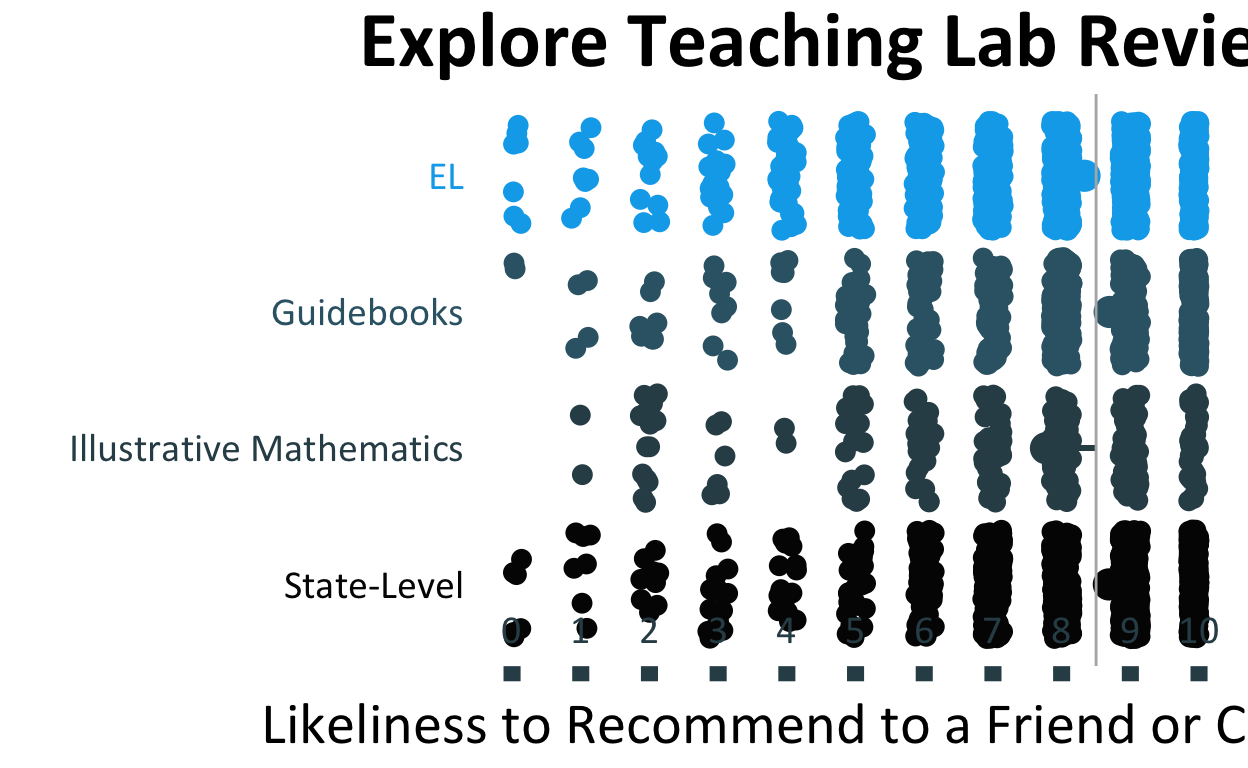 Explore Teaching Lab Revie
EL
Guidebooks
Illustrative Mathematics
State-Level
0 1 2 3 4 5 6 7 8 9 10
Likeliness to Recommend to a Friend or C